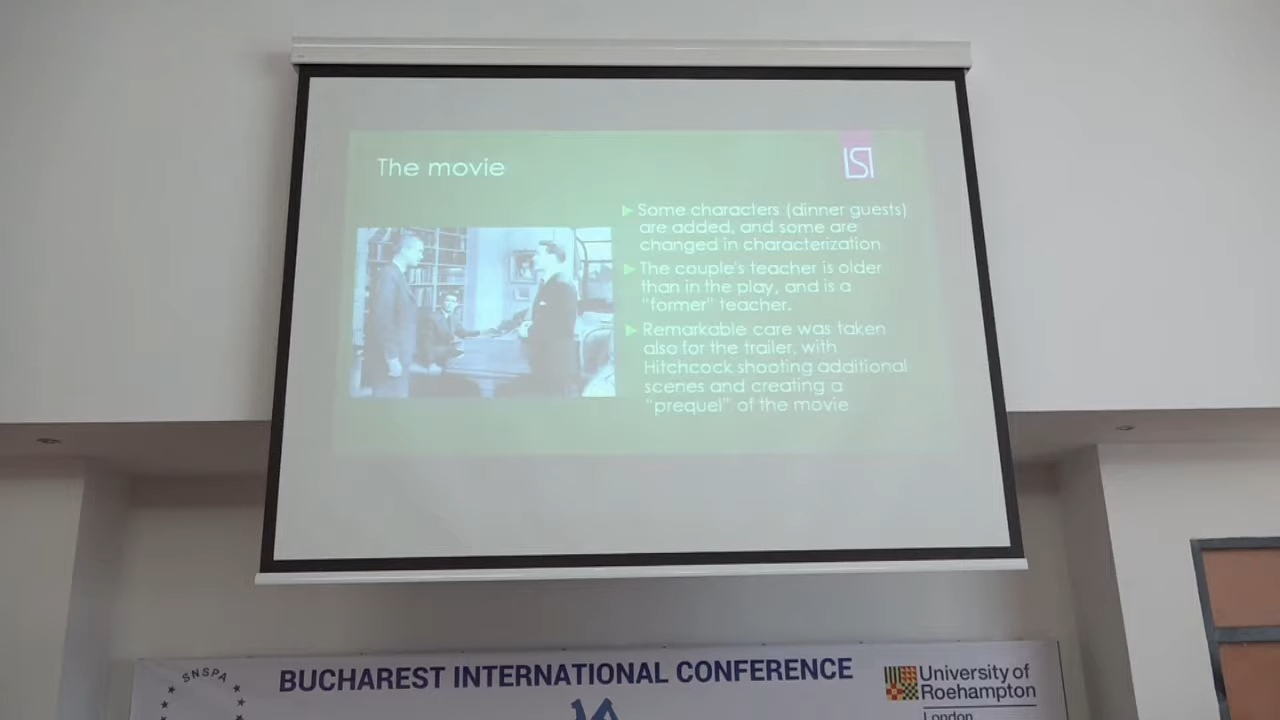 The movie
LSI
Some characters (dinner guests)
are added, and some are
changed in characterization
The couple's teacher is older
than in the play, and is a
"former" teacher.
Remarkable care was taken
also for the trailer, with
Hitchcock shooting additional
scenes and creating a
"prequel" of the movie
SNSPA
BUCHAREST INTERNATIONAL CONFERENCE
University of
Roehampton
London